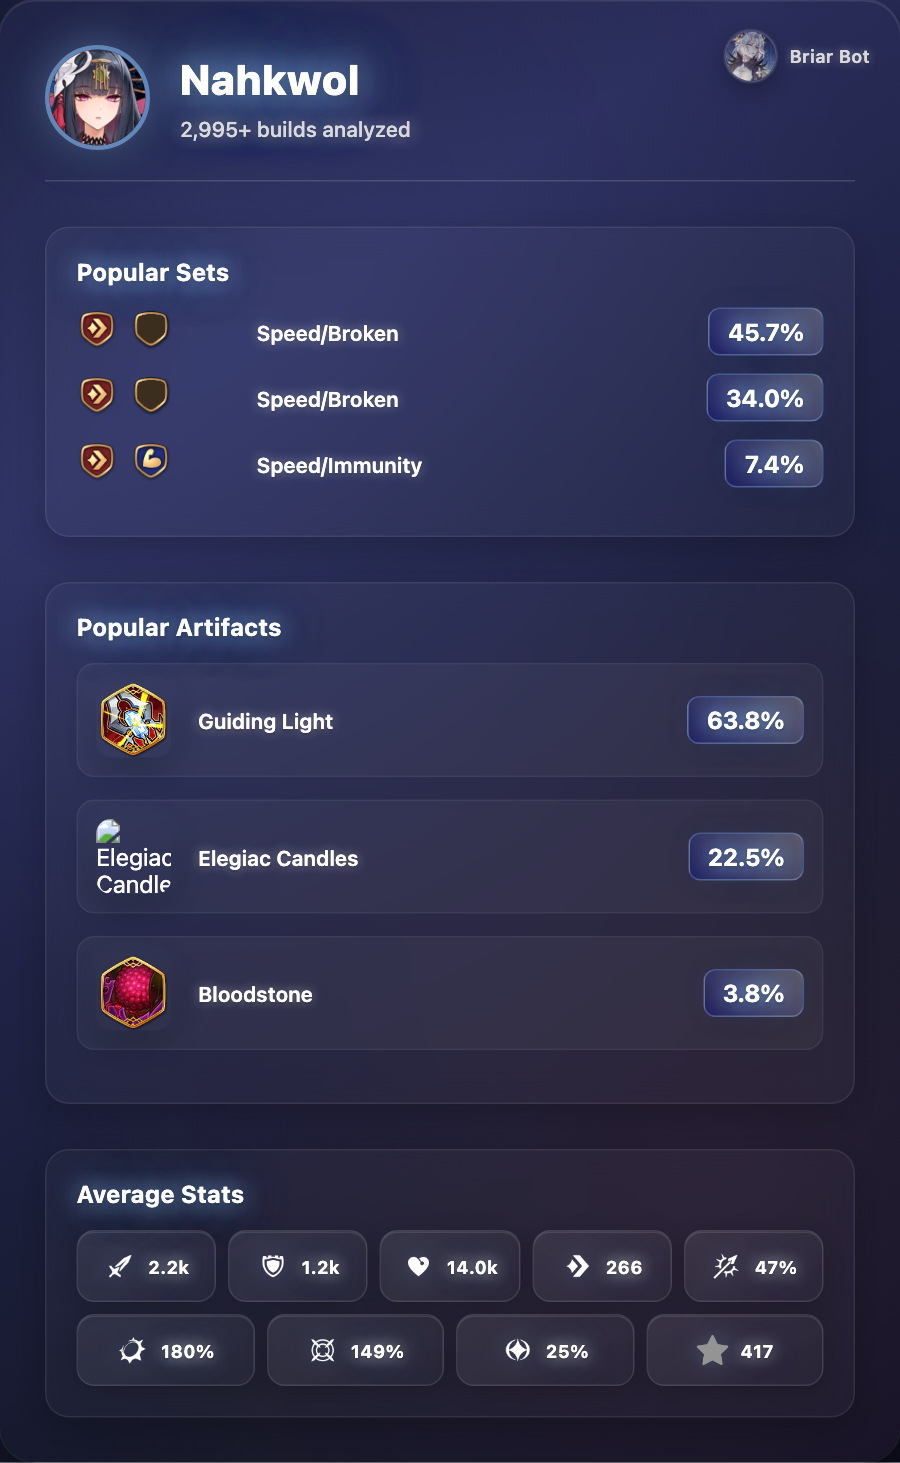 Nahkwol
2,995+ builds analyzed
Briar Bot
Popular Sets
Speed/Broken
45.7%
Speed/Broken
34.0%
Speed/Immunity
7.4%
Popular Artifacts
Guiding Light
63.8%
Elegiac
Candle
Elegiac Candles
22.5%
Bloodstone
3.8%
Average Stats
2.2k
1.2k
14.0k
266
47%
180%
149%
25%
417